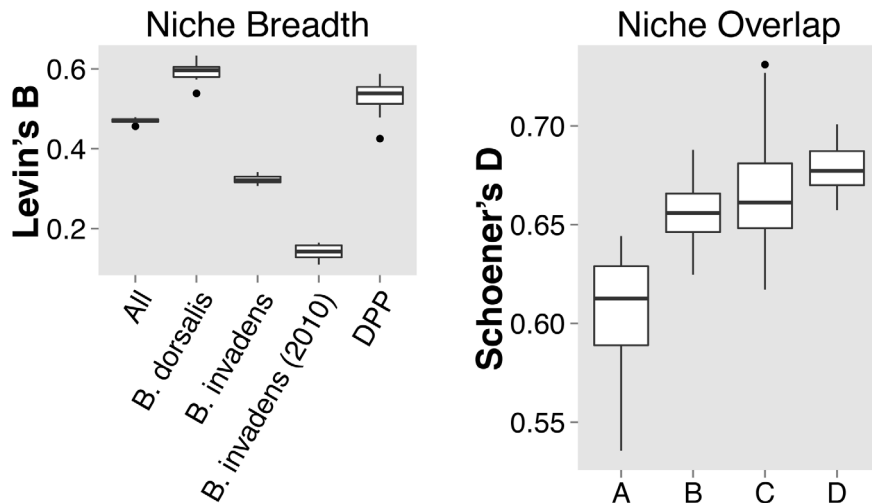 Niche Breadth
Levin's B
0.6
0.4
0.2
All
B. dorsalis
B. invadens
B. invadens (2010)
DPP
Niche Overlap
Schoener's D
0.70
0.65
0.60
0.55
A
B
C
D